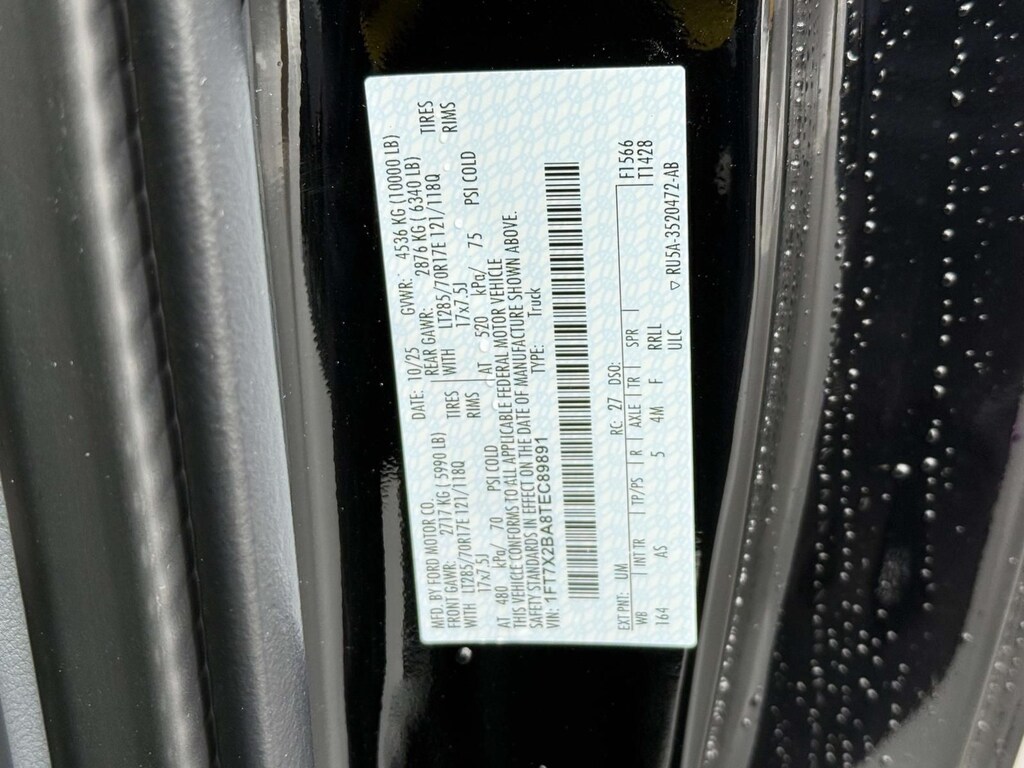 MFD. BY FORD MOTOR CO. DATE: 10/25 GVWR: 4536 KG (10000 LB)
FRONT GAWR: 2717 KG ( 5990 LB) REAR GAWR: 2876 KG ( 6340 LB)
WITH LT285/70R17E 121/118Q TIRES WITH LT285/70R17E 121/118Q TIRES
17x7.5J RIMS 17x7.5J RIMS
AT 480 kPa/ 70 PSI COLD AT 520 kPa/ 75 PSI COLD
THIS VEHICLE CONFORMS TO ALL APPLICABLE FEDERAL MOTOR VEHICLE
SAFETY STANDARDS IN EFFECT ON THE DATE OF MANUFACTURE SHOWN ABOVE.
VIN: 1FT7X2BA8TEC89891 TYPE: Truck
F1566
EXT PNT: UM RC: 27 DSO: T1428
WB INT TR TP/PS R AXLE TR SPR
164 AS 5 4M F RRLL
ULC
▽ RU5A-3520472-AB